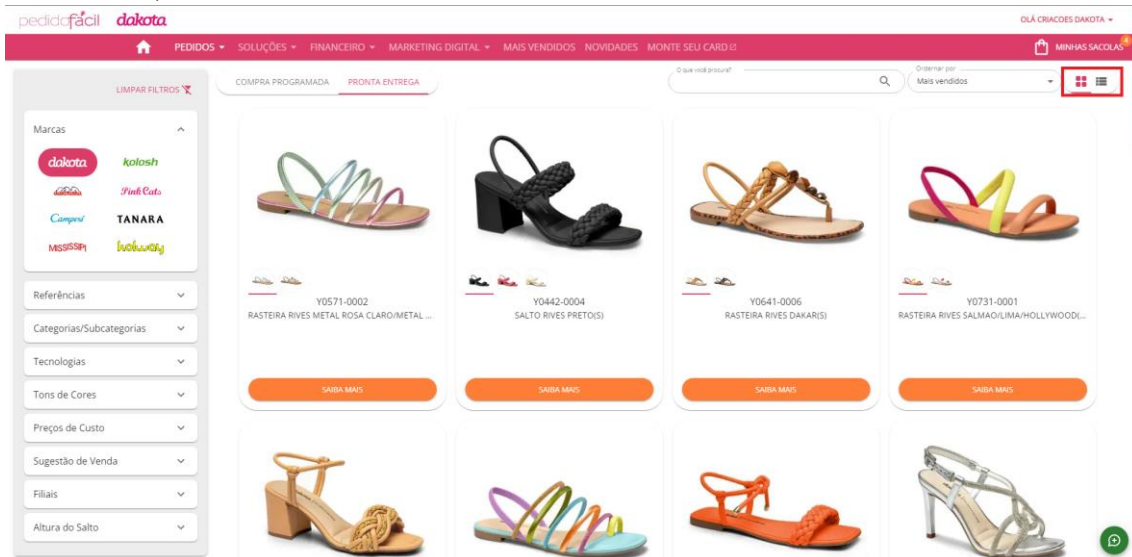 pedidofácil dakota
OLÁ CRIACOES DAKOTA
PEDIDOS SOLUÇÕES FINANCEIRO MARKETING DIGITAL MAIS VENDIDOS NOVIDADES MONTE SEU CARD
MINHAS SACOLAS 4
LIMPAR FILTROS
COMPRA PROGRAMADA PRONTA ENTREGA
O que você procura?
Ordernar por
Mais vendidos
Marcas
dakota kolosh
Pink Cats
Campesí TANARA
MISSISSIPI
Referências
Categorias/Subcategorias
Tecnologias
Tons de Cores
Preços de Custo
Sugestão de Venda
Filiais
Altura do Salto
Y0571-0002
RASTEIRA RIVES METAL ROSA CLARO/METAL ...
SAIBA MAIS
Y0442-0004
SALTO RIVES PRETO(S)
SAIBA MAIS
Y0641-0006
RASTEIRA RIVES DAKAR(S)
SAIBA MAIS
Y0731-0001
RASTEIRA RIVES SALMAO/LIMA/HOLLYWOOD(...
SAIBA MAIS